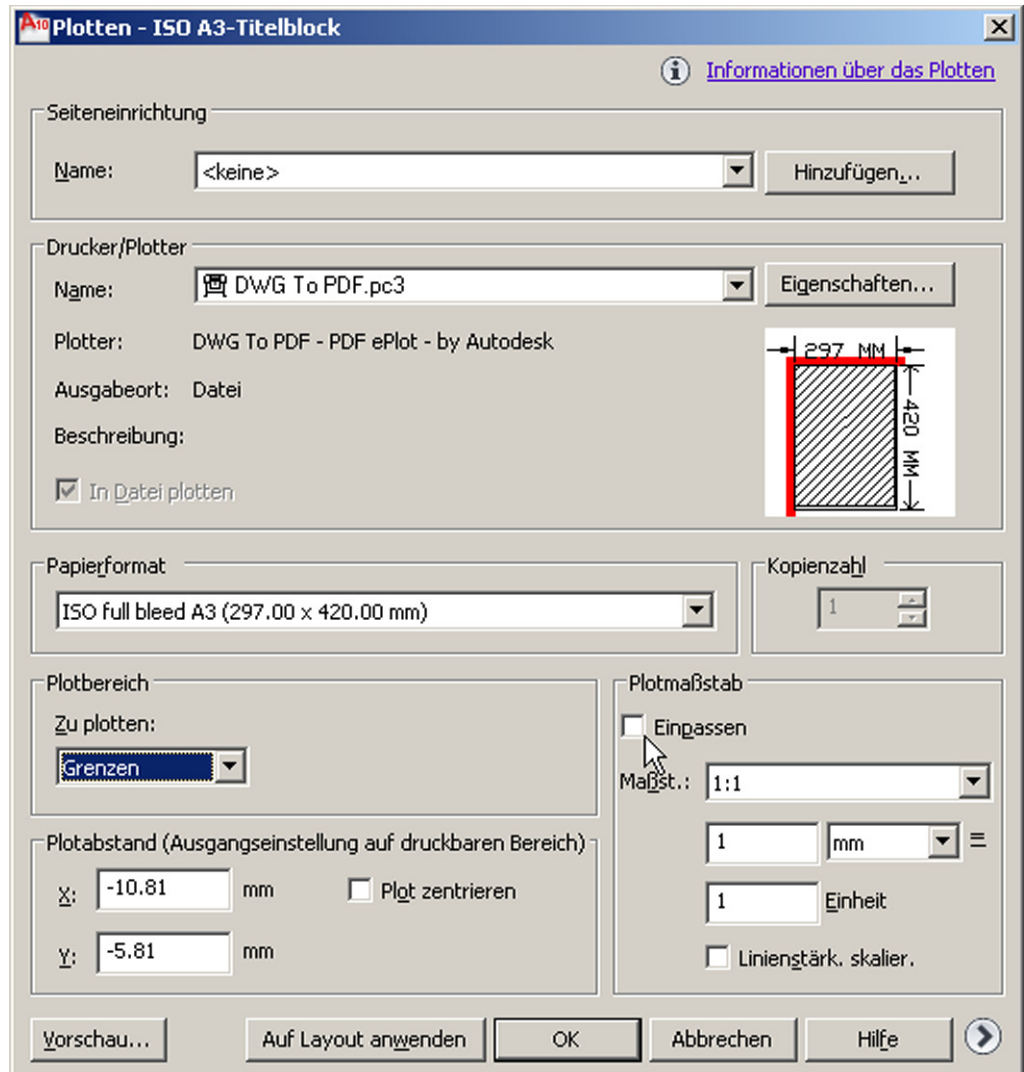 A10 Plotten - ISO A3-Titelblock
Informationen über das Plotten
Seiteneinrichtung
Name: <keine> Hinzufügen...
Drucker/Plotter
Name: DWG To PDF.pc3 Eigenschaften...
Plotter: DWG To PDF - PDF ePlot - by Autodesk
297 MM
420 MM
Ausgabeort: Datei
Beschreibung:
In Datei plotten
Papierformat
ISO full bleed A3 (297.00 x 420.00 mm)
Kopienzahl
1
Plotbereich
Zu plotten:
Grenzen
Plotabstand (Ausgangseinstellung auf druckbaren Bereich)
X: -10.81 mm Plot zentrieren
Y: -5.81 mm
Plotmaßstab
Einpassen
Maßst.: 1:1
1 mm =
1 Einheit
Linienstärk. skalier.
Vorschau... Auf Layout anwenden OK Abbrechen Hilfe